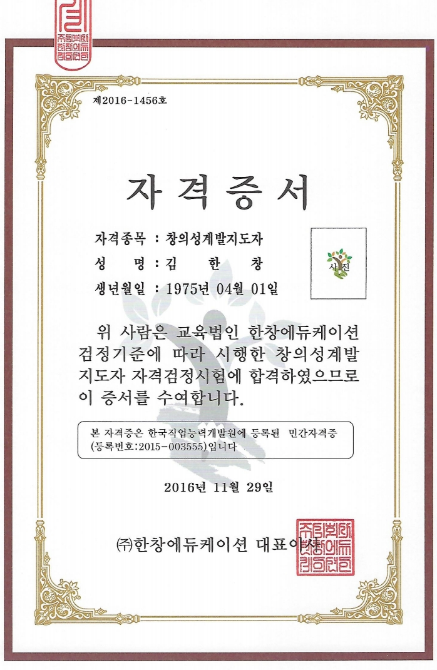 제2016-1456호
자격증서
자격종목 : 창의성계발지도자
성 명 : 김 한 창
생년월일 : 1975년 04월 01일
사진
위 사람은 교육법인 한창에듀케이션
검정기준에 따라 시행한 창의성계발
지도자 자격검정시험에 합격하였으므로
이 증서를 수여합니다.
본 자격증은 한국직업능력개발원에 등록된 민간자격증
(등록번호:2015-003555)입니다
2016년 11월 29일
㈜한창에듀케이션 대표이사